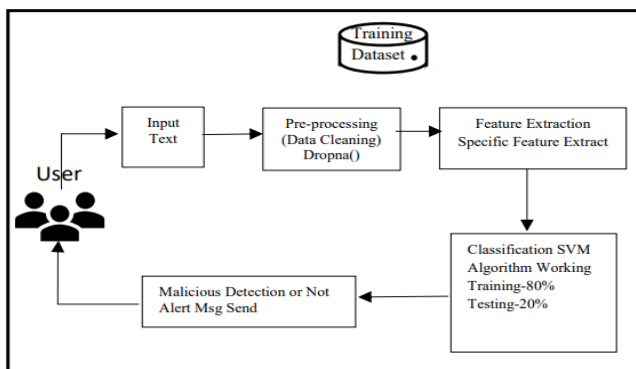 Training
Dataset
Input
Text
Pre-processing
(Data Cleaning)
Dropna()
Feature Extraction
Specific Feature Extract
User
Classification SVM
Algorithm Working
Training-80%
Testing-20%
Malicious Detection or Not
Alert Msg Send